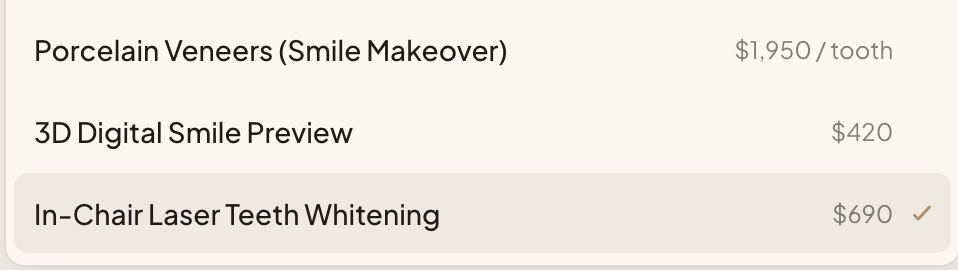 Porcelain Veneers (Smile Makeover) $1,950 / tooth
3D Digital Smile Preview $420
In-Chair Laser Teeth Whitening $690